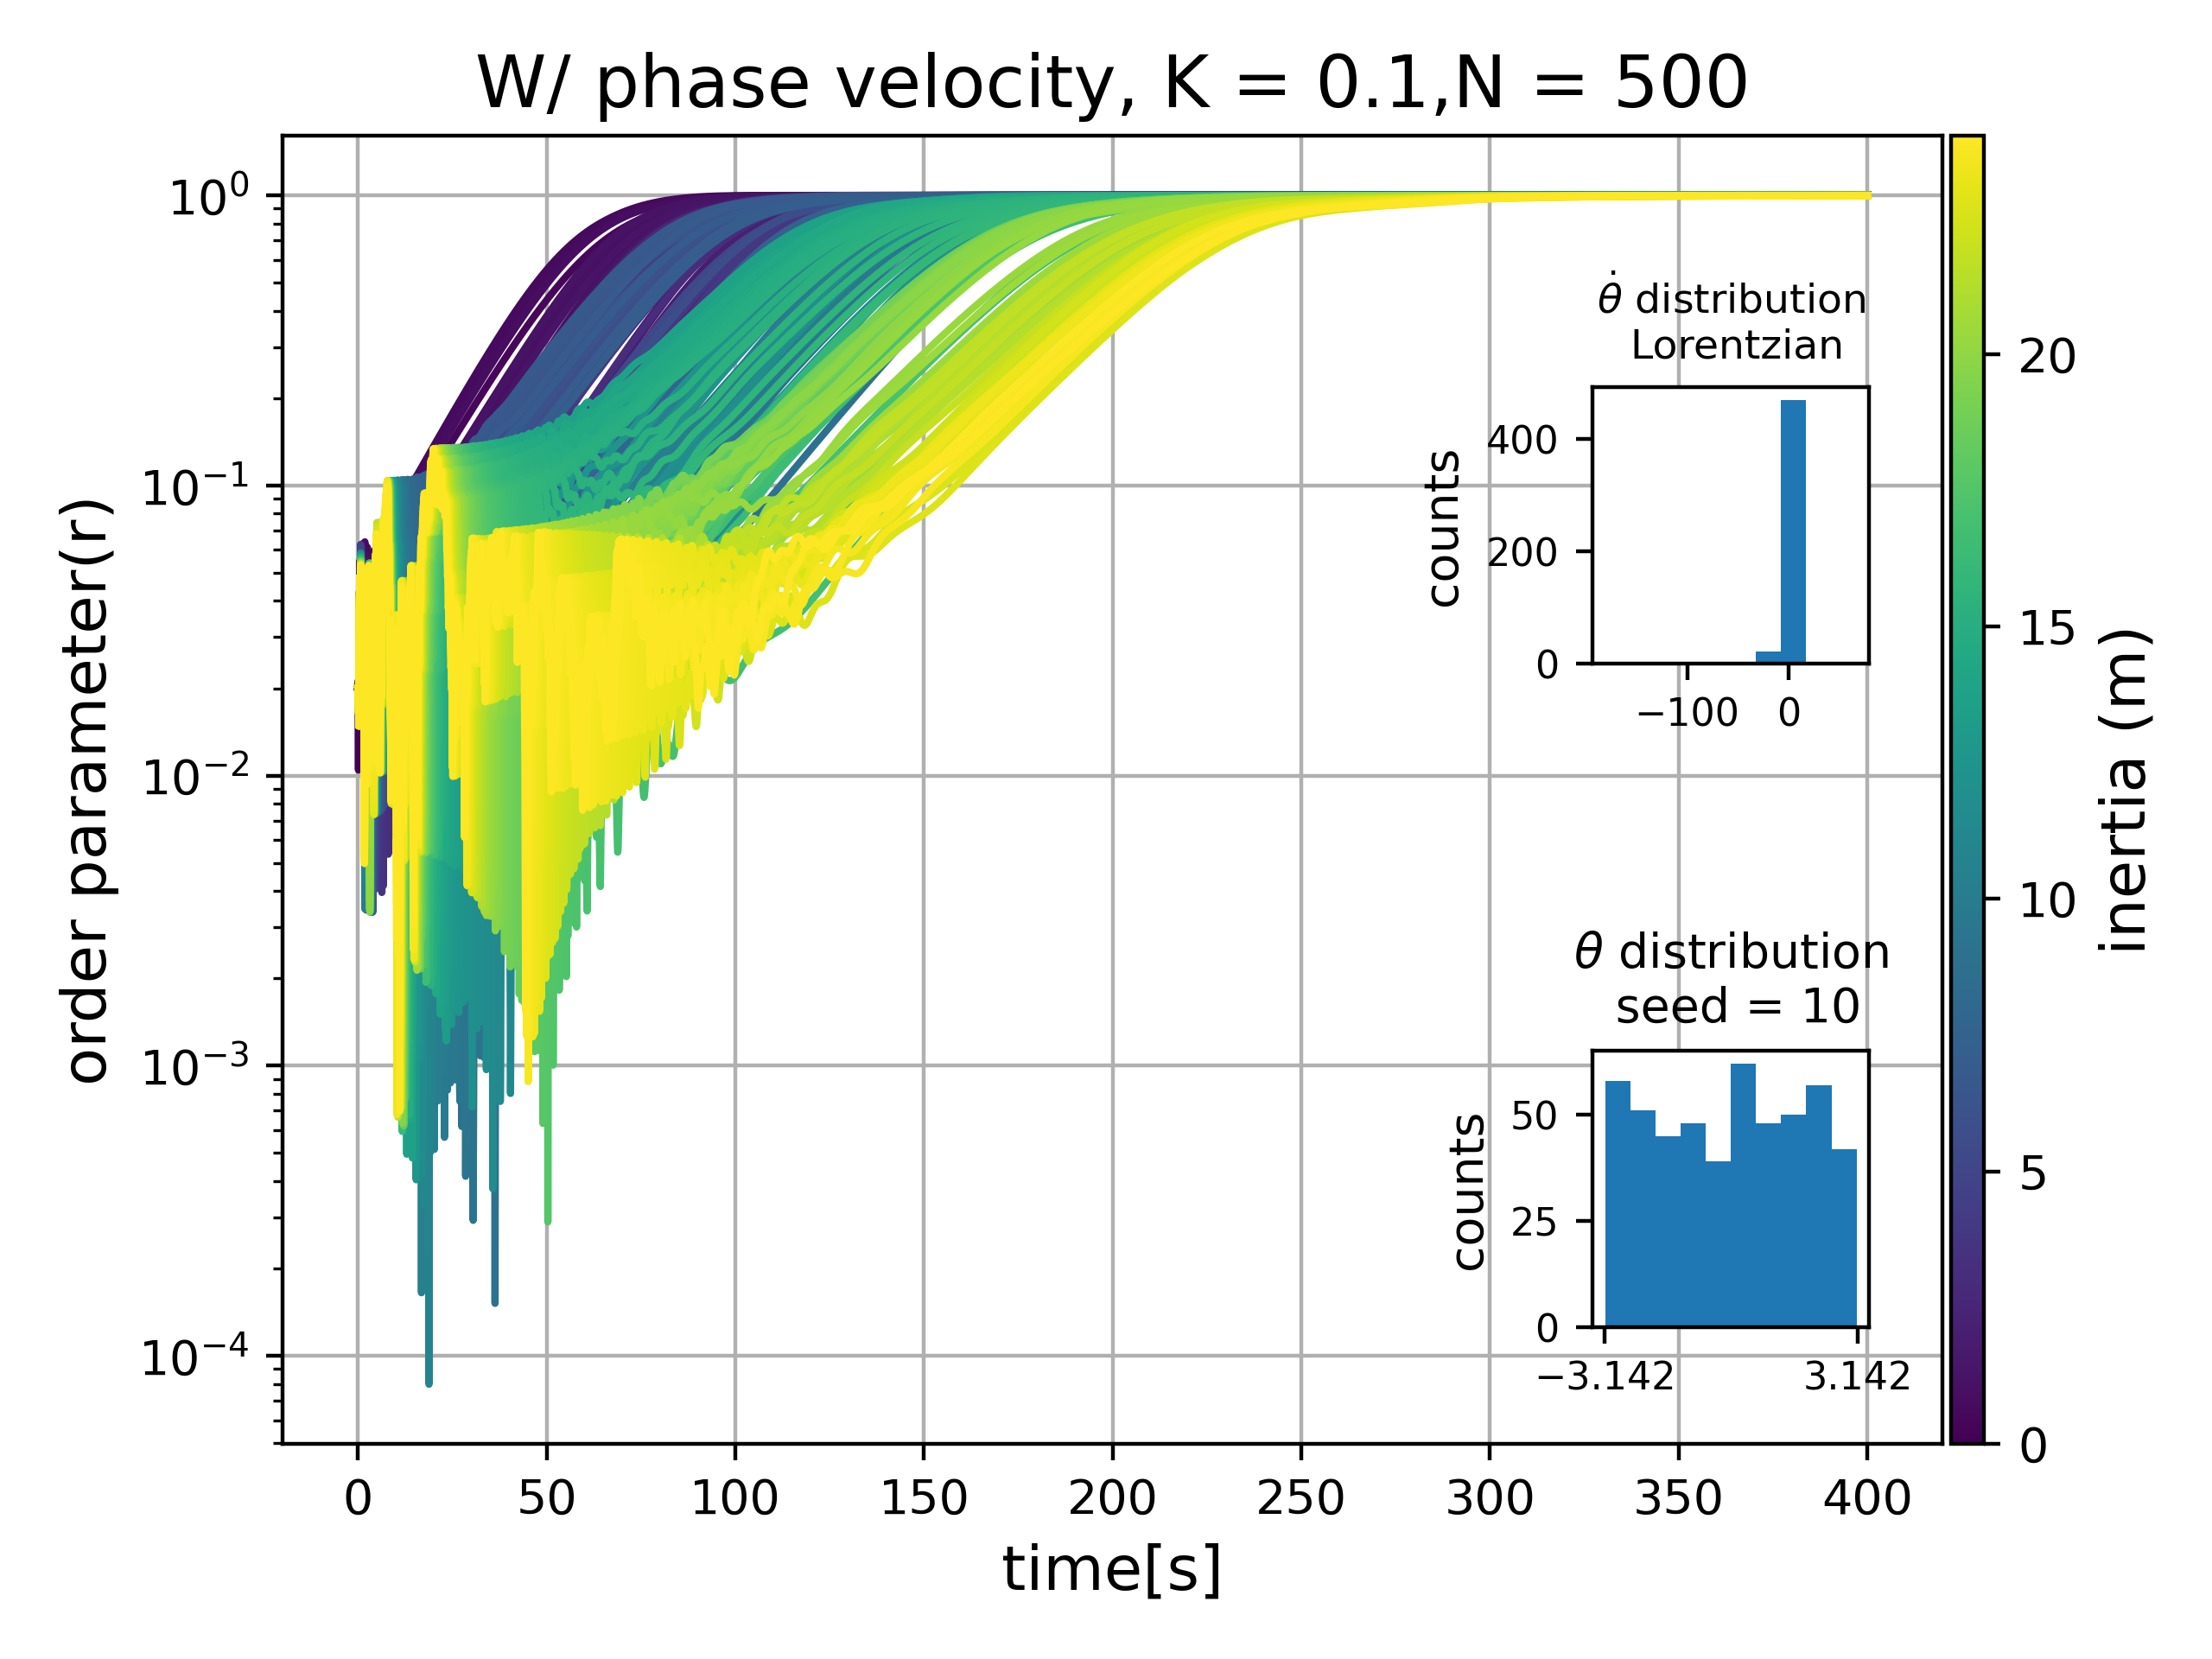 W/ phase velocity, K = 0.1,N = 500
order parameter(r)
10⁰
10⁻¹
10⁻²
10⁻³
10⁻⁴
0 50 100 150 200 250 300 350 400
time[s]
θ̇ distribution
Lorentzian
counts
400
200
0
−100 0
θ distribution
seed = 10
counts
50
25
0
−3.142 3.142
20
15
10
5
0
inertia (m)